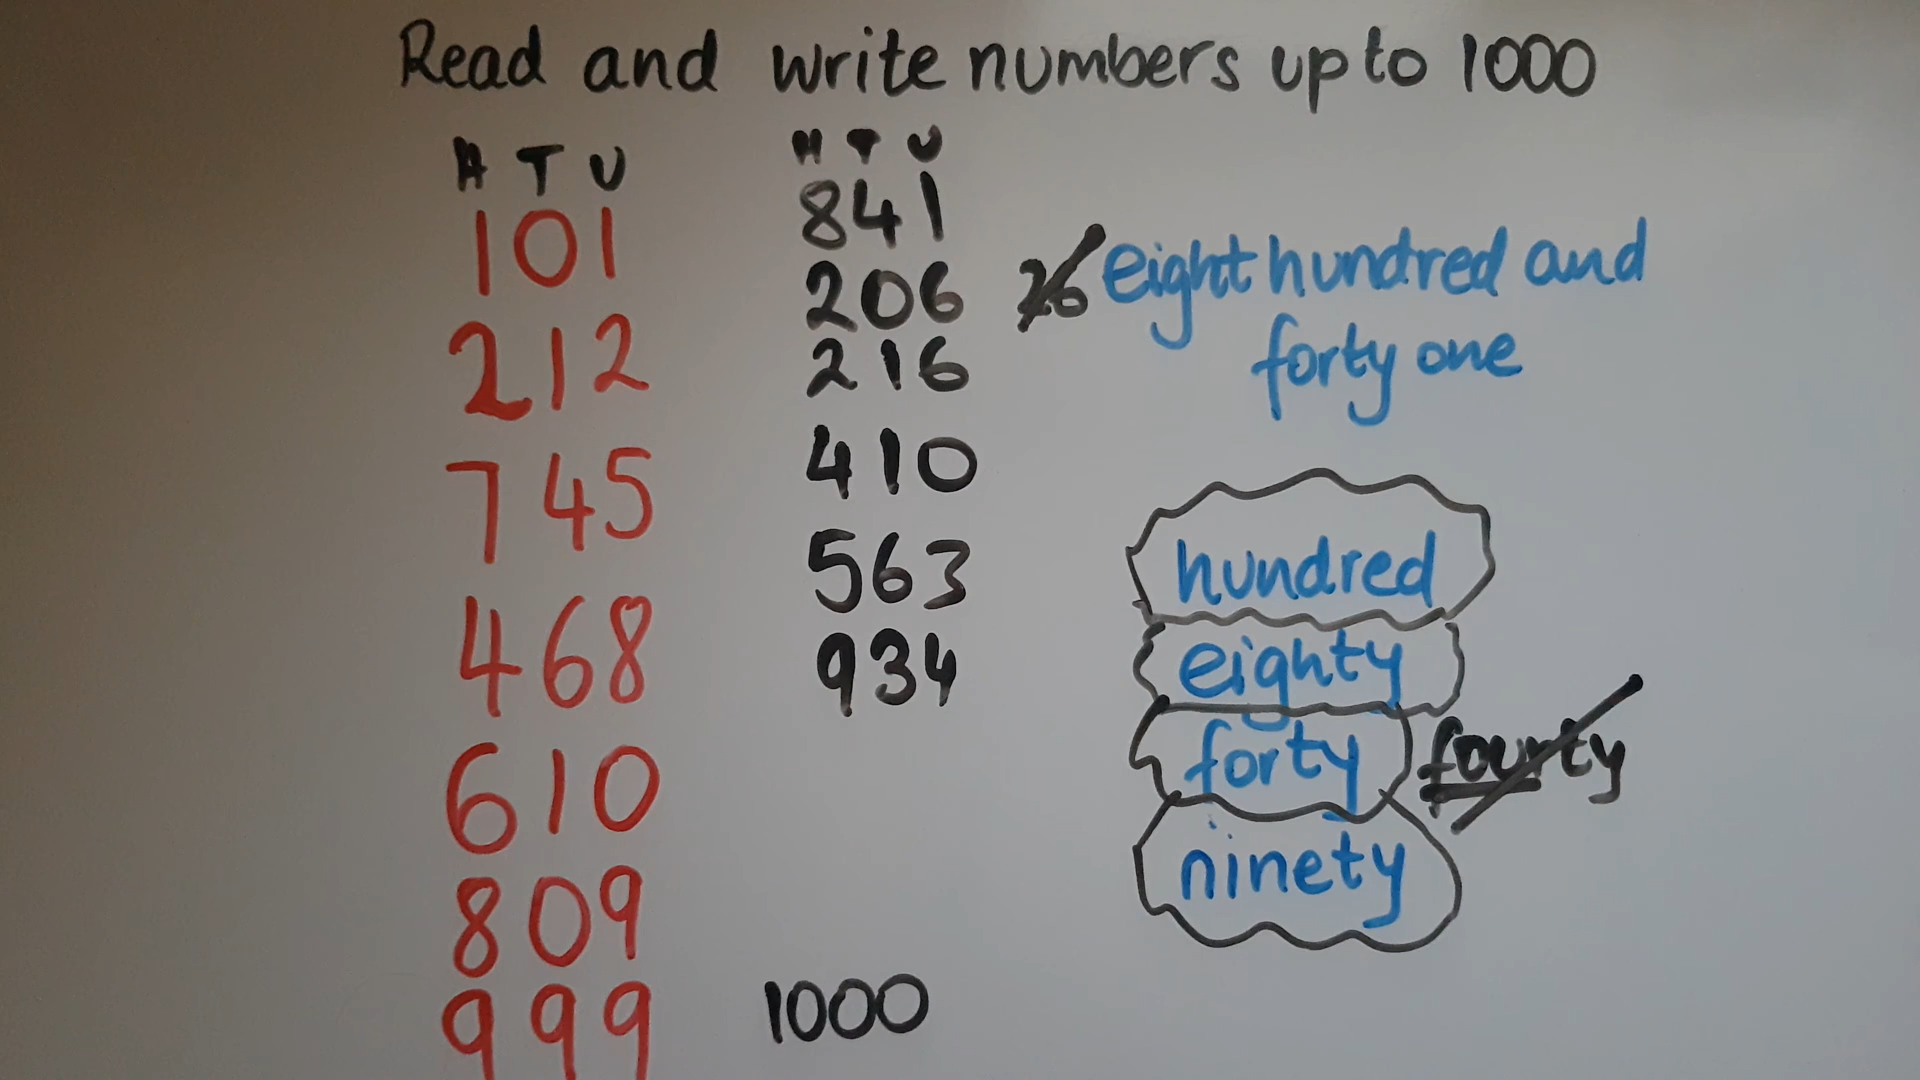 Read and write numbers up to 1000
H T U
101
212
745
468
610
809
999
H T U
841
206
216
410
563
934
1000
26
eight hundred and
forty one
hundred
eighty
forty
fourty
ninety